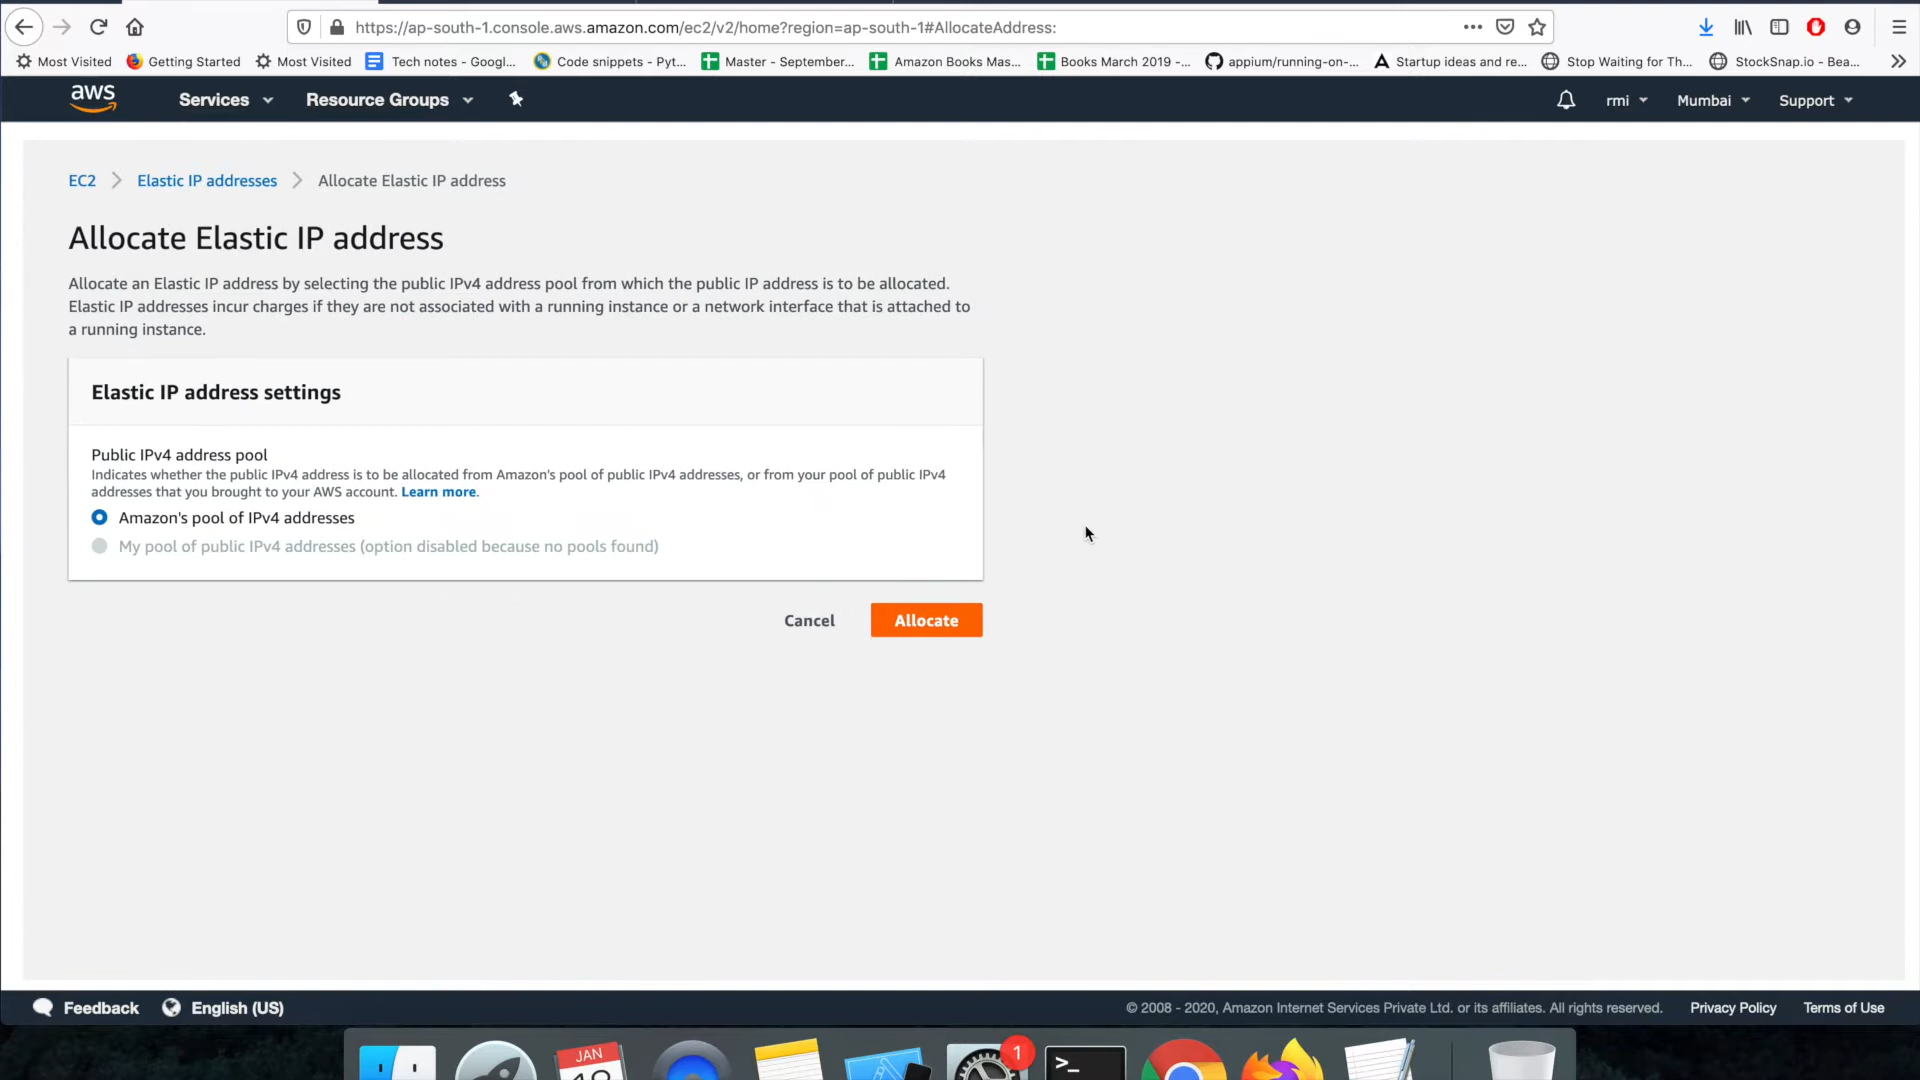 https://ap-south-1.console.aws.amazon.com/ec2/v2/home?region=ap-south-1#AllocateAddress:
Most Visited Getting Started Most Visited Tech notes - Googl... Code snippets - Pyt... Master - September... Amazon Books Mas... Books March 2019 -... appium/running-on-... Startup ideas and re... Stop Waiting for Th... StockSnap.io - Bea...
aws Services Resource Groups rmi Mumbai Support
EC2 Elastic IP addresses Allocate Elastic IP address
Allocate Elastic IP address
Allocate an Elastic IP address by selecting the public IPv4 address pool from which the public IP address is to be allocated.
Elastic IP addresses incur charges if they are not associated with a running instance or a network interface that is attached to
a running instance.
Elastic IP address settings
Public IPv4 address pool
Indicates whether the public IPv4 address is to be allocated from Amazon's pool of public IPv4 addresses, or from your pool of public IPv4
addresses that you brought to your AWS account. Learn more.
Amazon's pool of IPv4 addresses
My pool of public IPv4 addresses (option disabled because no pools found)
Cancel Allocate
Feedback English (US) © 2008 - 2020, Amazon Internet Services Private Ltd. or its affiliates. All rights reserved. Privacy Policy Terms of Use
JAN 1 >_